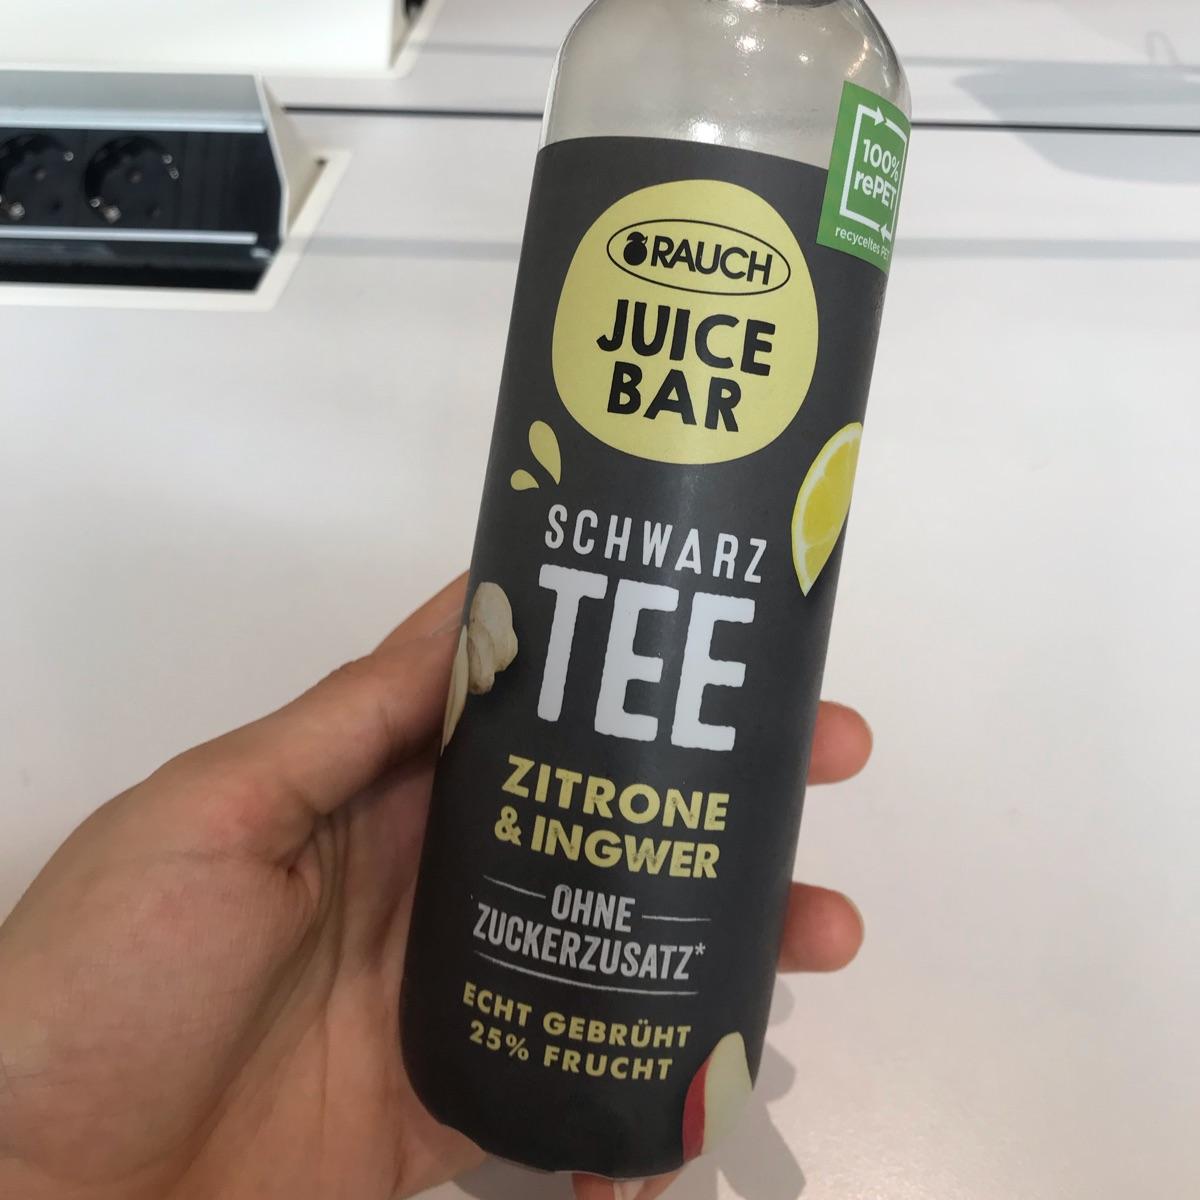 100%
rePET
recyceltes PET
RAUCH
JUICE
BAR
SCHWARZ
TEE
ZITRONE
& INGWER
OHNE
ZUCKERZUSATZ*
ECHT GEBRÜHT
25% FRUCHT